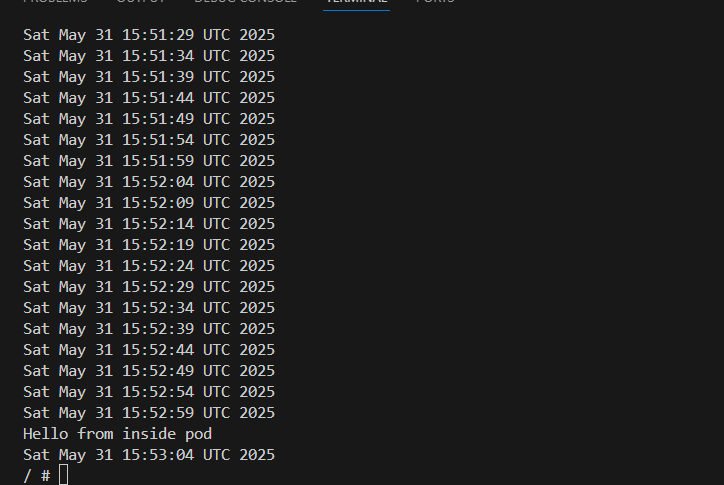 PROBLEMS OUTPUT DEBUG CONSOLE TERMINAL PORTS
Sat May 31 15:51:29 UTC 2025
Sat May 31 15:51:34 UTC 2025
Sat May 31 15:51:39 UTC 2025
Sat May 31 15:51:44 UTC 2025
Sat May 31 15:51:49 UTC 2025
Sat May 31 15:51:54 UTC 2025
Sat May 31 15:51:59 UTC 2025
Sat May 31 15:52:04 UTC 2025
Sat May 31 15:52:09 UTC 2025
Sat May 31 15:52:14 UTC 2025
Sat May 31 15:52:19 UTC 2025
Sat May 31 15:52:24 UTC 2025
Sat May 31 15:52:29 UTC 2025
Sat May 31 15:52:34 UTC 2025
Sat May 31 15:52:39 UTC 2025
Sat May 31 15:52:44 UTC 2025
Sat May 31 15:52:49 UTC 2025
Sat May 31 15:52:54 UTC 2025
Sat May 31 15:52:59 UTC 2025
Hello from inside pod
Sat May 31 15:53:04 UTC 2025
/ #